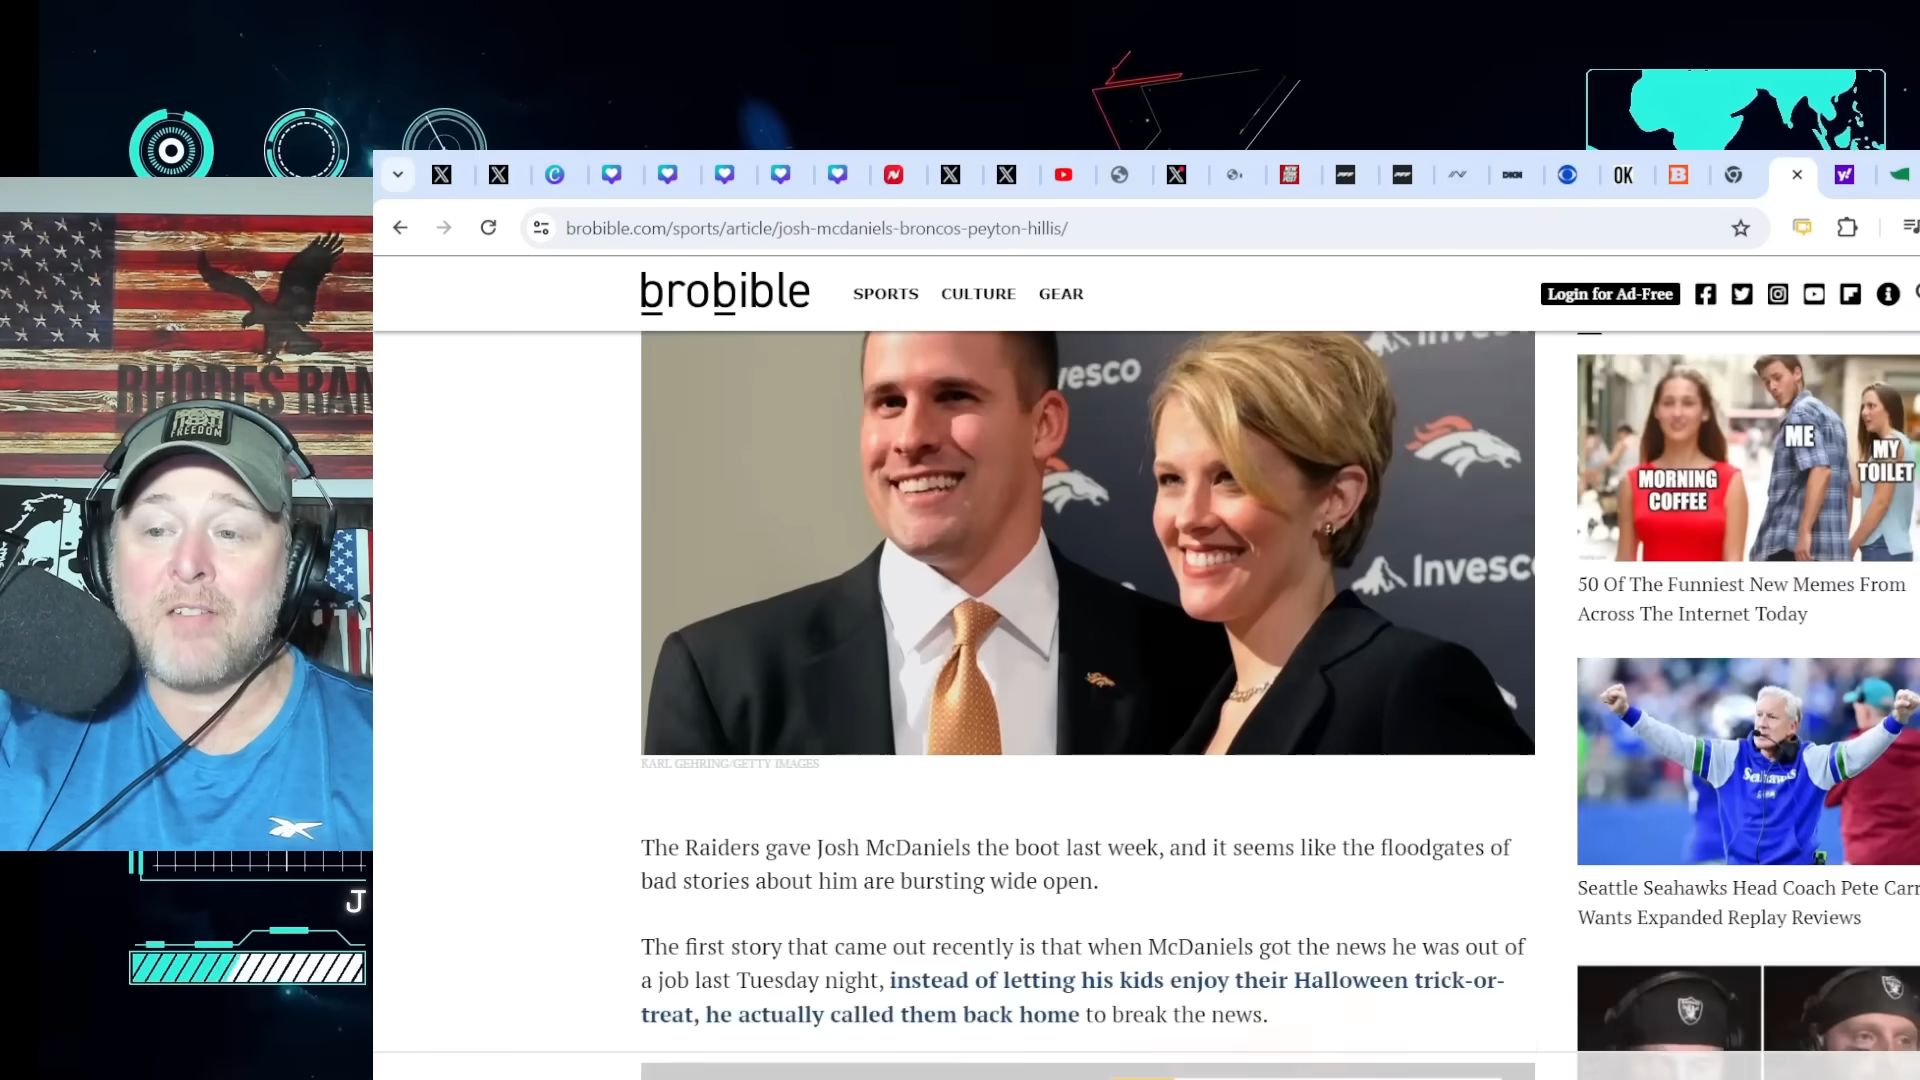 OK
brobible.com/sports/article/josh-mcdaniels-broncos-peyton-hillis/
brobible
SPORTS CULTURE GEAR
Login for Ad-Free
RHODES RAN
FREEDOM
Invesco
vesco
Invesco
MORNING
COFFEE
ME
MY
TOILET
50 Of The Funniest New Memes From
Across The Internet Today
KARL GEHRING/GETTY IMAGES
Seahawks
The Raiders gave Josh McDaniels the boot last week, and it seems like the floodgates of
bad stories about him are bursting wide open.
Seattle Seahawks Head Coach Pete Carr
Wants Expanded Replay Reviews
J
The first story that came out recently is that when McDaniels got the news he was out of
a job last Tuesday night, instead of letting his kids enjoy their Halloween trick-or-
treat, he actually called them back home to break the news.